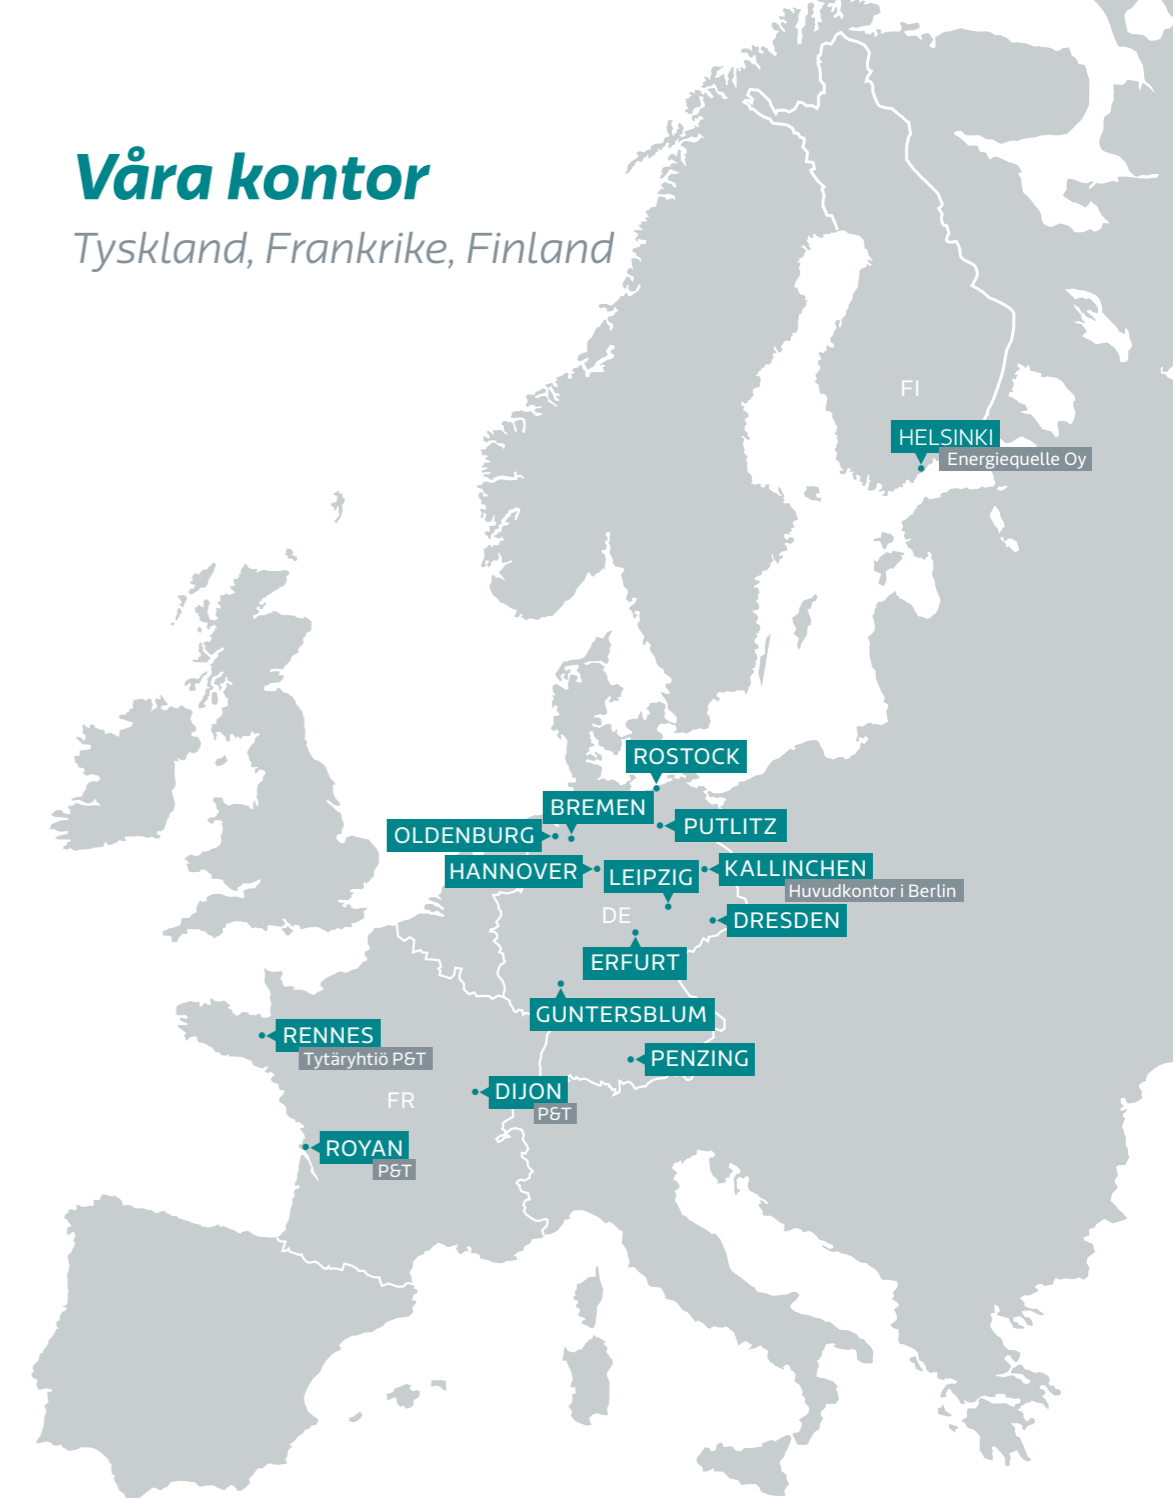 Våra kontor
Tyskland, Frankrike, Finland
FI
HELSINKI
Energiequelle Oy
ROSTOCK
BREMEN
PUTLITZ
OLDENBURG
HANNOVER
LEIPZIG
KALLINCHEN
Huvudkontor i Berlin
DE
DRESDEN
ERFURT
GUNTERSBLUM
RENNES
Tytäryhtiö P&T
PENZING
FR
DIJON
P&T
ROYAN
P&T